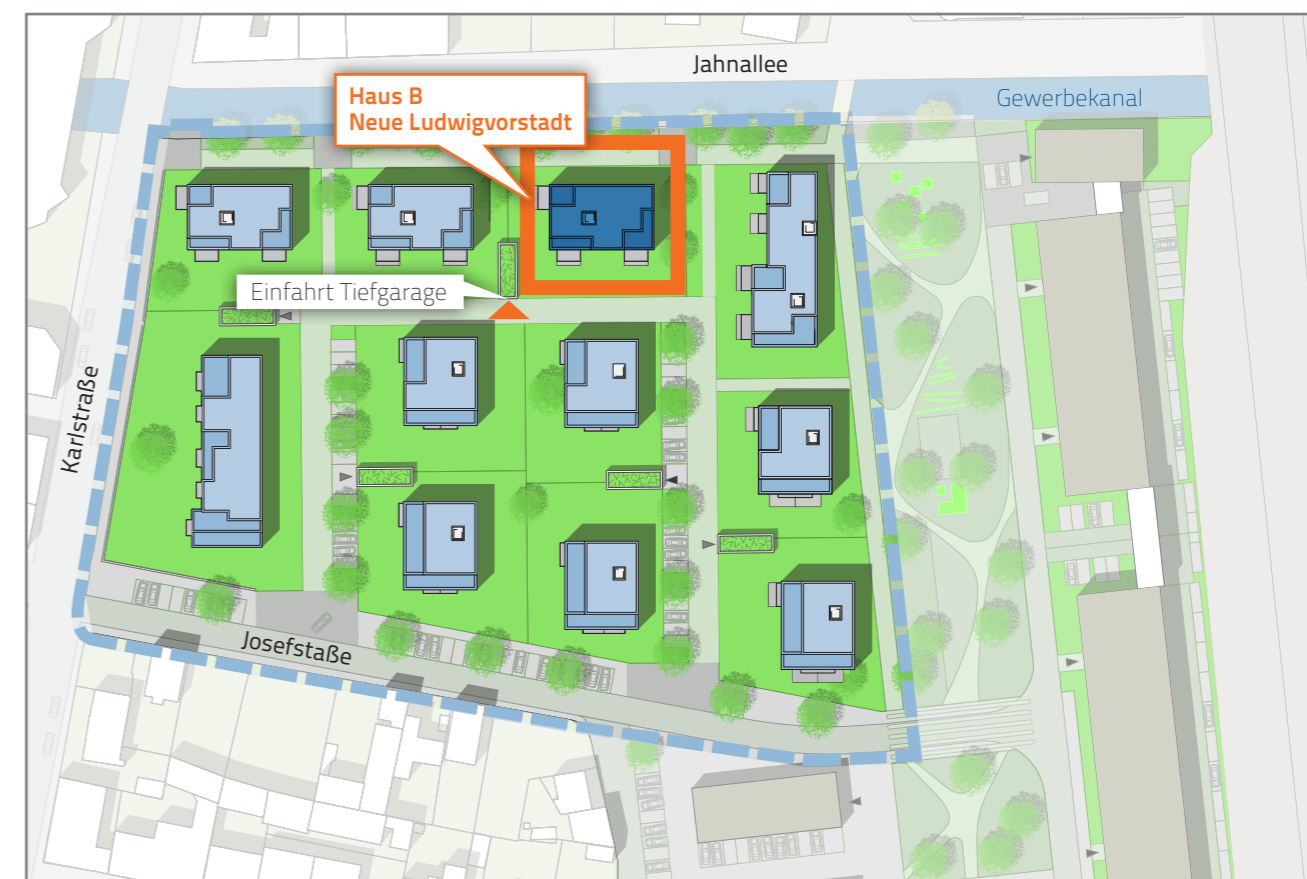 Jahnallee
Haus B
Neue Ludwigvorstadt
Gewerbekanal
Einfahrt Tiefgarage
Karlstraße
Josefstaße